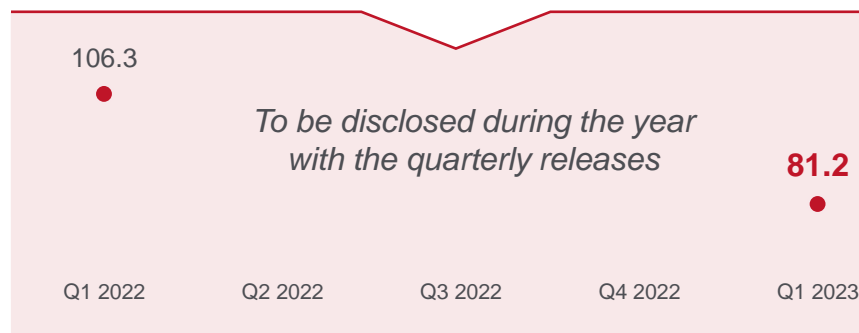 106.3
To be disclosed during the year
with the quarterly releases
81.2
Q1 2022 Q2 2022 Q3 2022 Q4 2022 Q1 2023